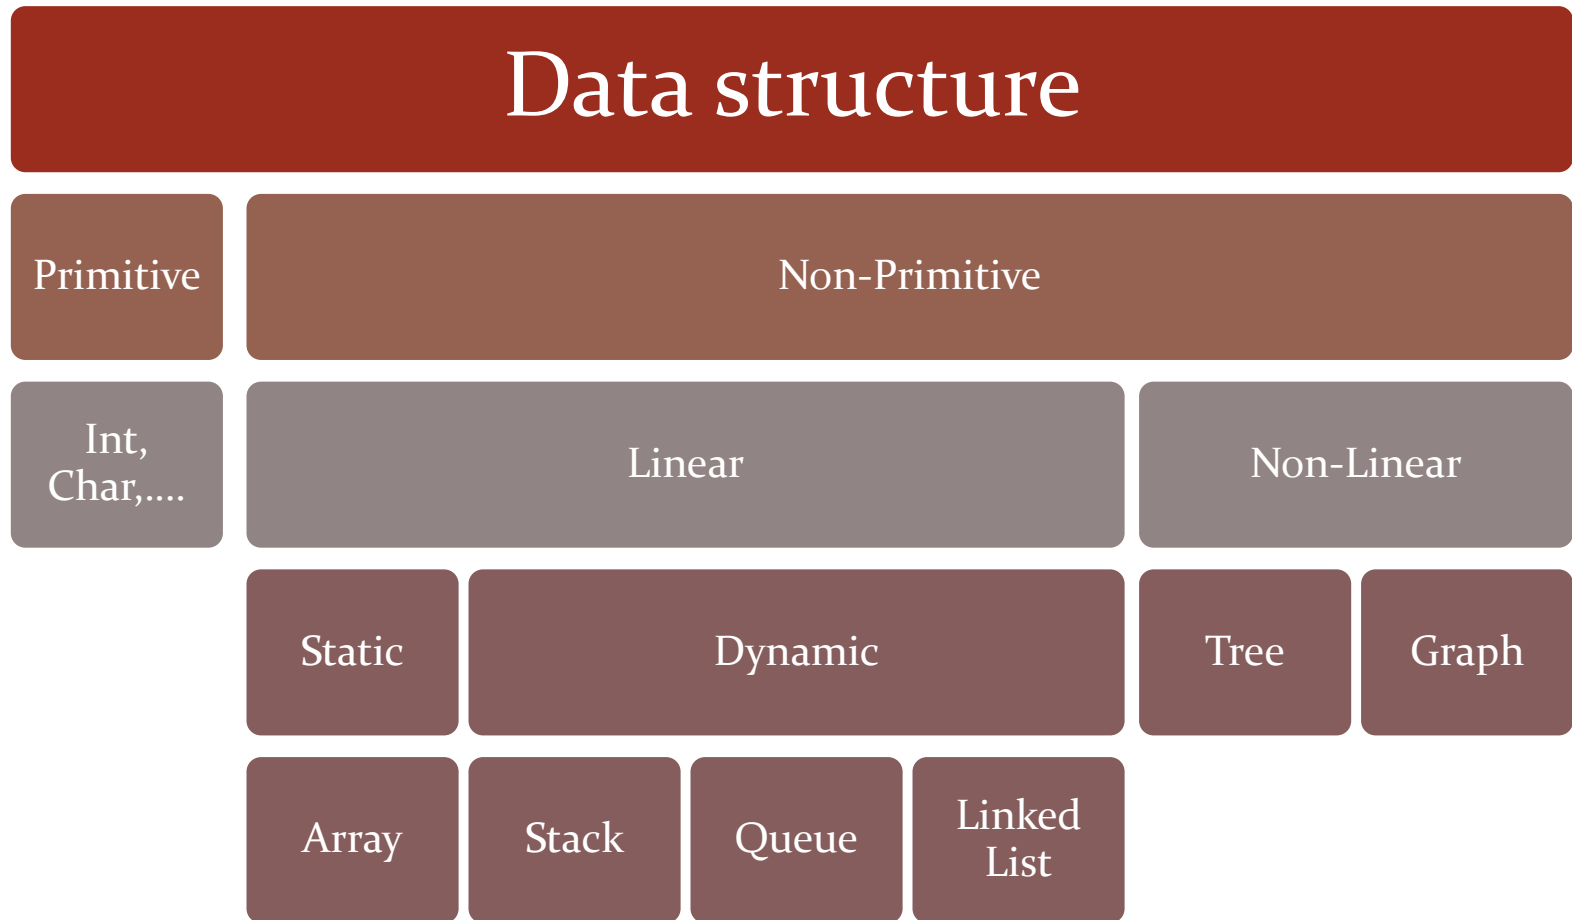 Data structure
Primitive
Non-Primitive
Int,
Char,....
Linear
Non-Linear
Static
Dynamic
Tree
Graph
Array
Stack
Queue
Linked
List